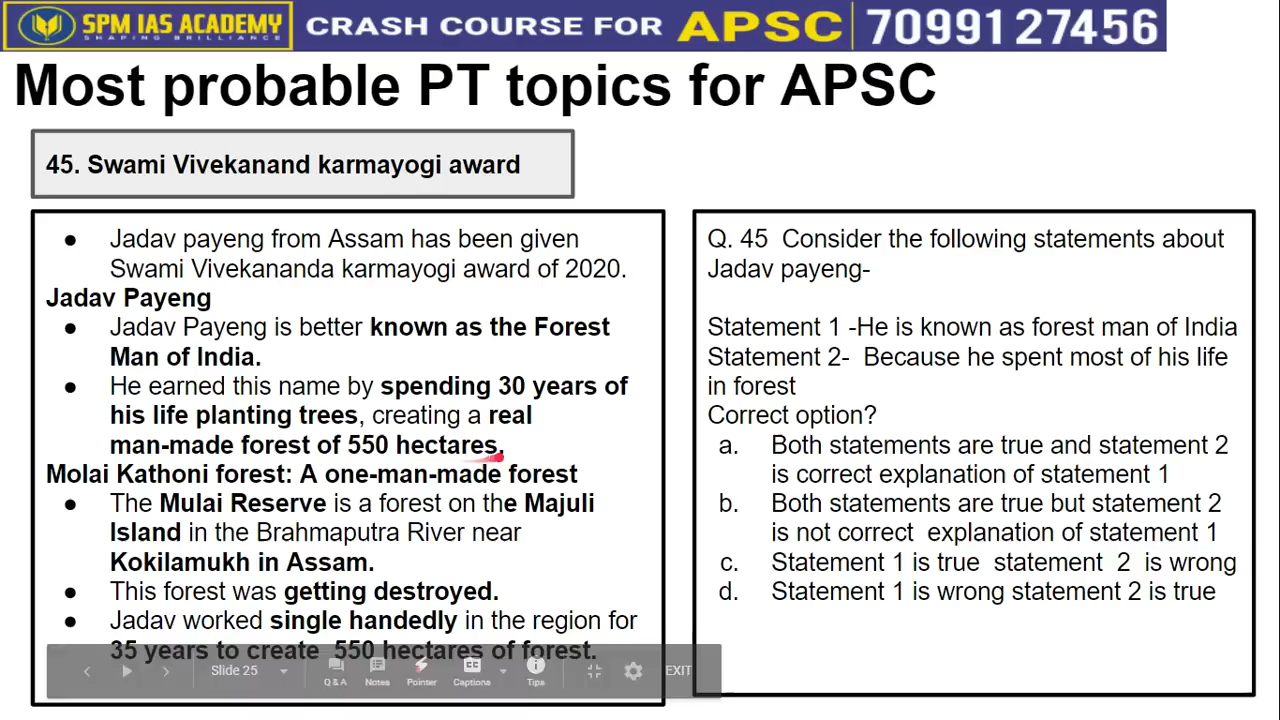 SPM IAS ACADEMY
SHAPING BRILLIANCE
CRASH COURSE FOR APSC 70991 27456
Most probable PT topics for APSC
45. Swami Vivekanand karmayogi award
● Jadav payeng from Assam has been given
Swami Vivekananda karmayogi award of 2020.
Jadav Payeng
● Jadav Payeng is better known as the Forest
Man of India.
● He earned this name by spending 30 years of
his life planting trees, creating a real
man-made forest of 550 hectares.
Molai Kathoni forest: A one-man-made forest
● The Mulai Reserve is a forest on the Majuli
Island in the Brahmaputra River near
Kokilamukh in Assam.
● This forest was getting destroyed.
● Jadav worked single handedly in the region for
35 years to create 550 hectares of forest.
Q. 45 Consider the following statements about
Jadav payeng-
Statement 1 -He is known as forest man of India
Statement 2- Because he spent most of his life
in forest
Correct option?
a. Both statements are true and statement 2
is correct explanation of statement 1
b. Both statements are true but statement 2
is not correct explanation of statement 1
c. Statement 1 is true statement 2 is wrong
d. Statement 1 is wrong statement 2 is true
Slide 25
Q & A
Notes
Pointer
Captions
Tips
EXIT